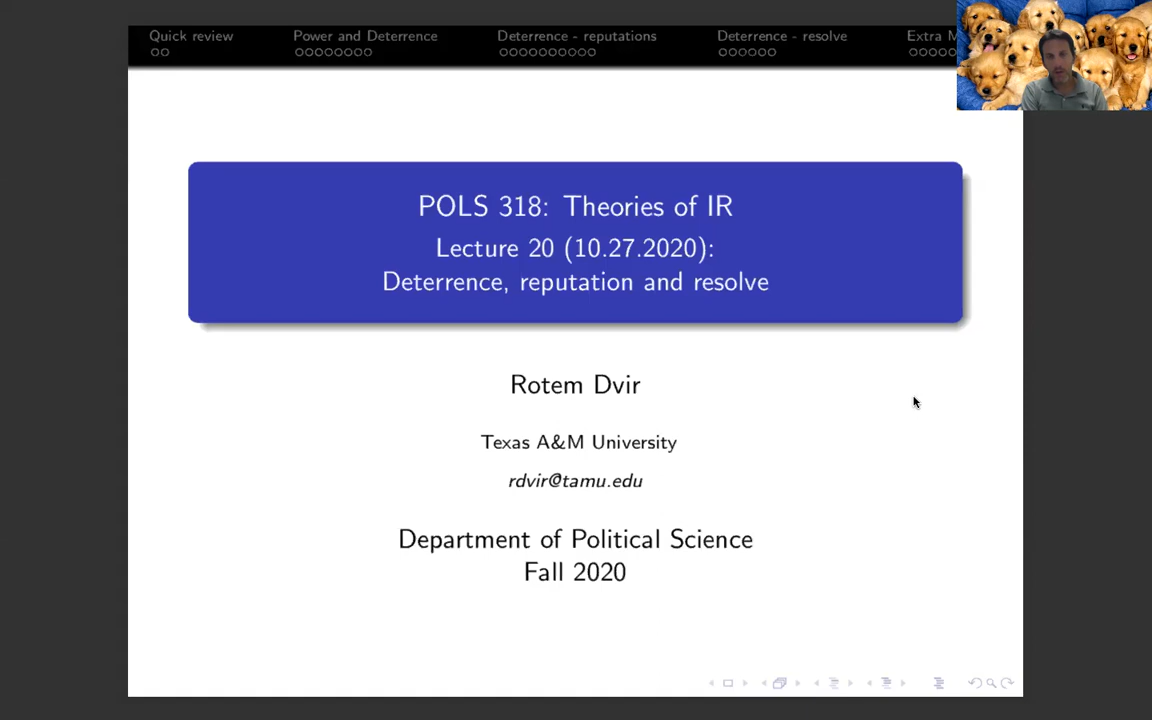 Quick review
Power and Deterrence
Deterrence - reputations
Deterrence - resolve
Extra M
POLS 318: Theories of IR
Lecture 20 (10.27.2020):
Deterrence, reputation and resolve
Rotem Dvir
Texas A&M University
rdvir@tamu.edu
Department of Political Science
Fall 2020